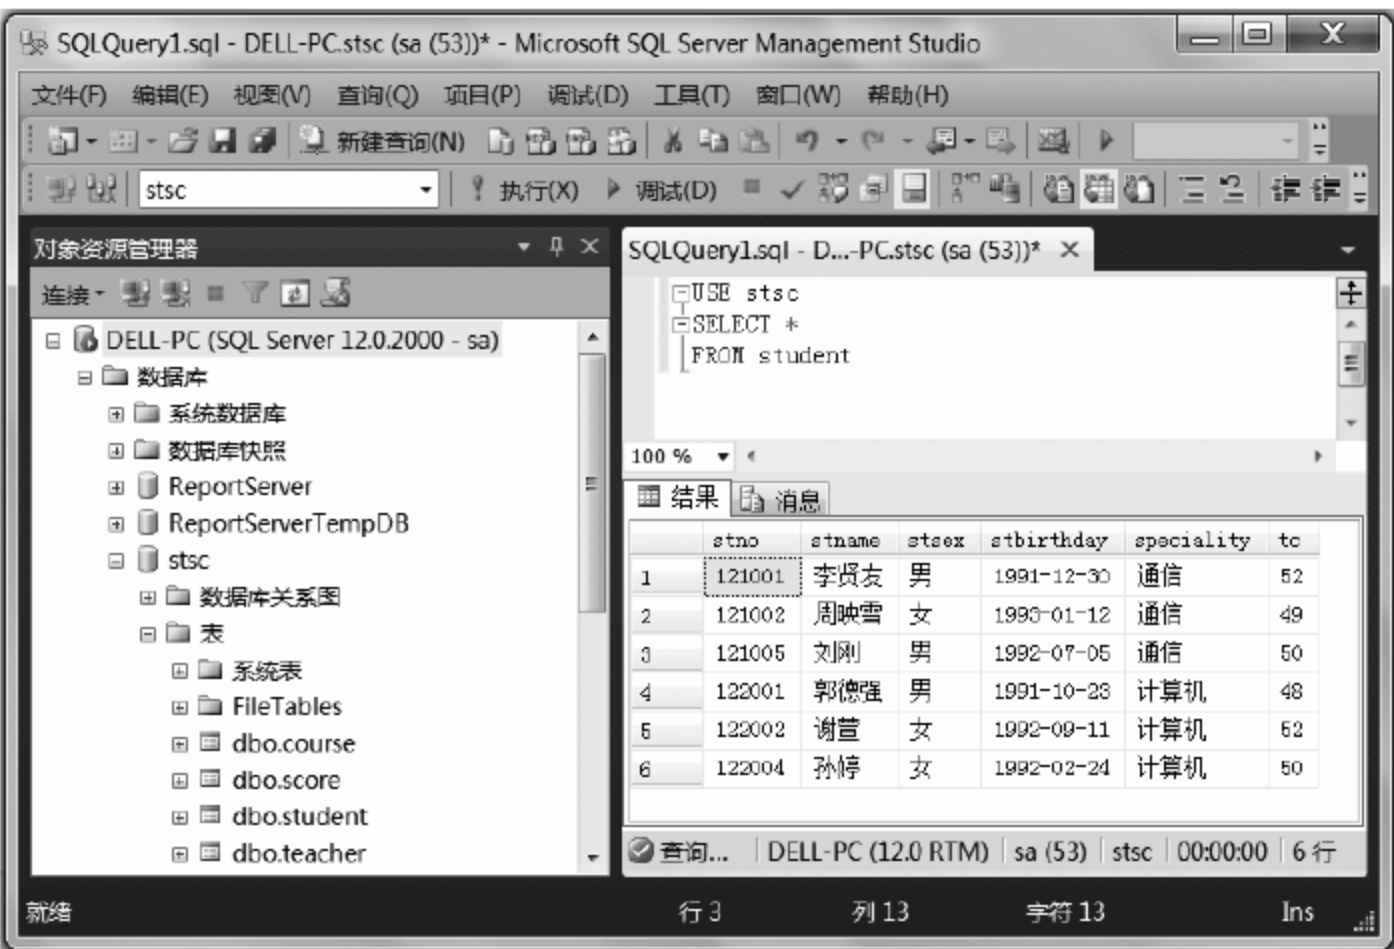 SQLQuery1.sql - DELL-PC.stsc (sa (53))* - Microsoft SQL Server Management Studio
文件(F) 编辑(E) 视图(V) 查询(Q) 项目(P) 调试(D) 工具(T) 窗口(W) 帮助(H)
新建查询(N)
stsc 执行(X) 调试(D)
对象资源管理器
连接
DELL-PC (SQL Server 12.0.2000 - sa)
数据库
系统数据库
数据库快照
ReportServer
ReportServerTempDB
stsc
数据库关系图
表
系统表
FileTables
dbo.course
dbo.score
dbo.student
dbo.teacher
SQLQuery1.sql - D...-PC.stsc (sa (53))*
USE stsc
SELECT *
FROM student
100 %
结果 消息
stno stname stsex stbirthday speciality tc
1 121001 李贤友 男 1991-12-30 通信 52
2 121002 周映雪 女 1993-01-12 通信 49
3 121005 刘刚 男 1992-07-05 通信 50
4 122001 郭德强 男 1991-10-23 计算机 48
5 122002 谢萱 女 1992-09-11 计算机 52
6 122004 孙婷 女 1992-02-24 计算机 50
查询... DELL-PC (12.0 RTM) sa (53) stsc 00:00:00 6 行
就绪 行 3 列 13 字符 13 Ins